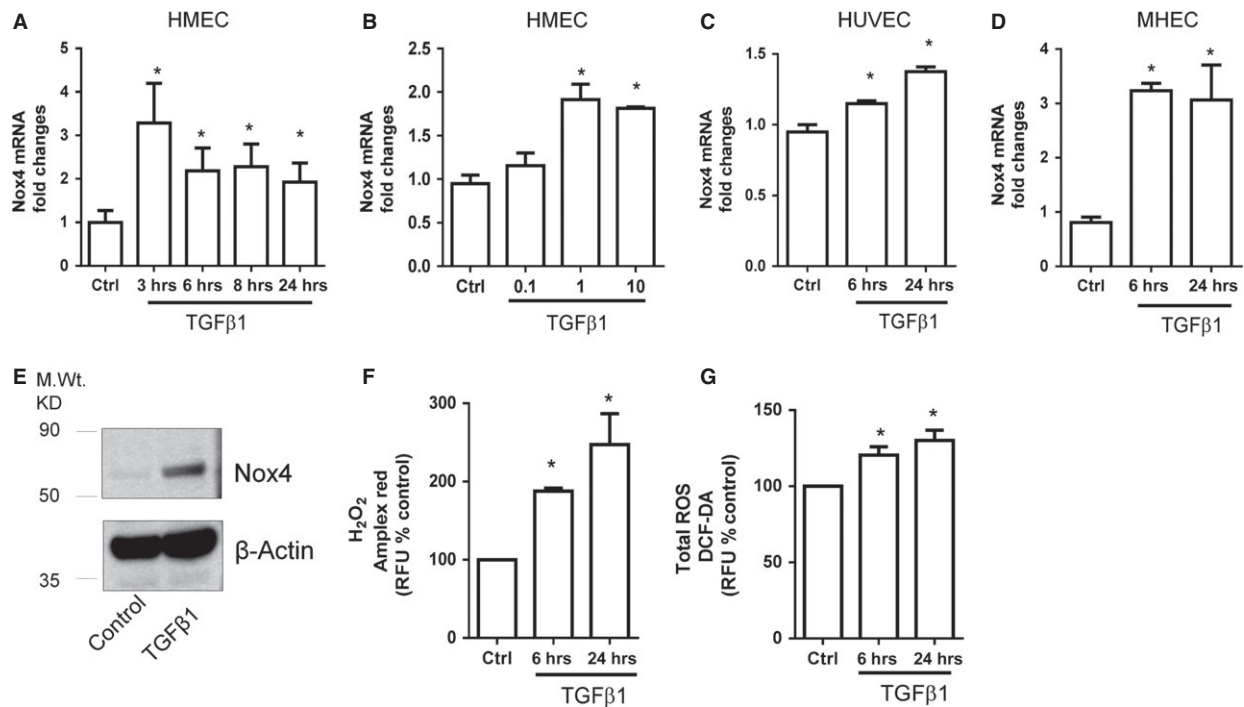 A
HMEC
Nox4 mRNA
fold changes
5
4
3
2
1
0
*
*
*
*
Ctrl 3 hrs 6 hrs 8 hrs 24 hrs
TGFβ1
B
HMEC
Nox4 mRNA
fold changes
2.5
2.0
1.5
1.0
0.5
0.0
*
*
Ctrl 0.1 1 10
TGFβ1
C
HUVEC
Nox4 mRNA
fold changes
1.5
1.0
0.5
0.0
*
*
Ctrl 6 hrs 24 hrs
TGFβ1
D
MHEC
Nox4 mRNA
fold changes
4
3
2
1
0
*
*
Ctrl 6 hrs 24 hrs
TGFβ1
E
M.Wt.
KD
90
50
35
Nox4
β-Actin
Control
TGFβ1
F
H₂O₂
Amplex red
(RFU % control)
300
200
100
0
*
*
Ctrl 6 hrs 24 hrs
TGFβ1
G
Total ROS
DCF-DA
(RFU % control)
150
100
50
0
*
*
Ctrl 6 hrs 24 hrs
TGFβ1